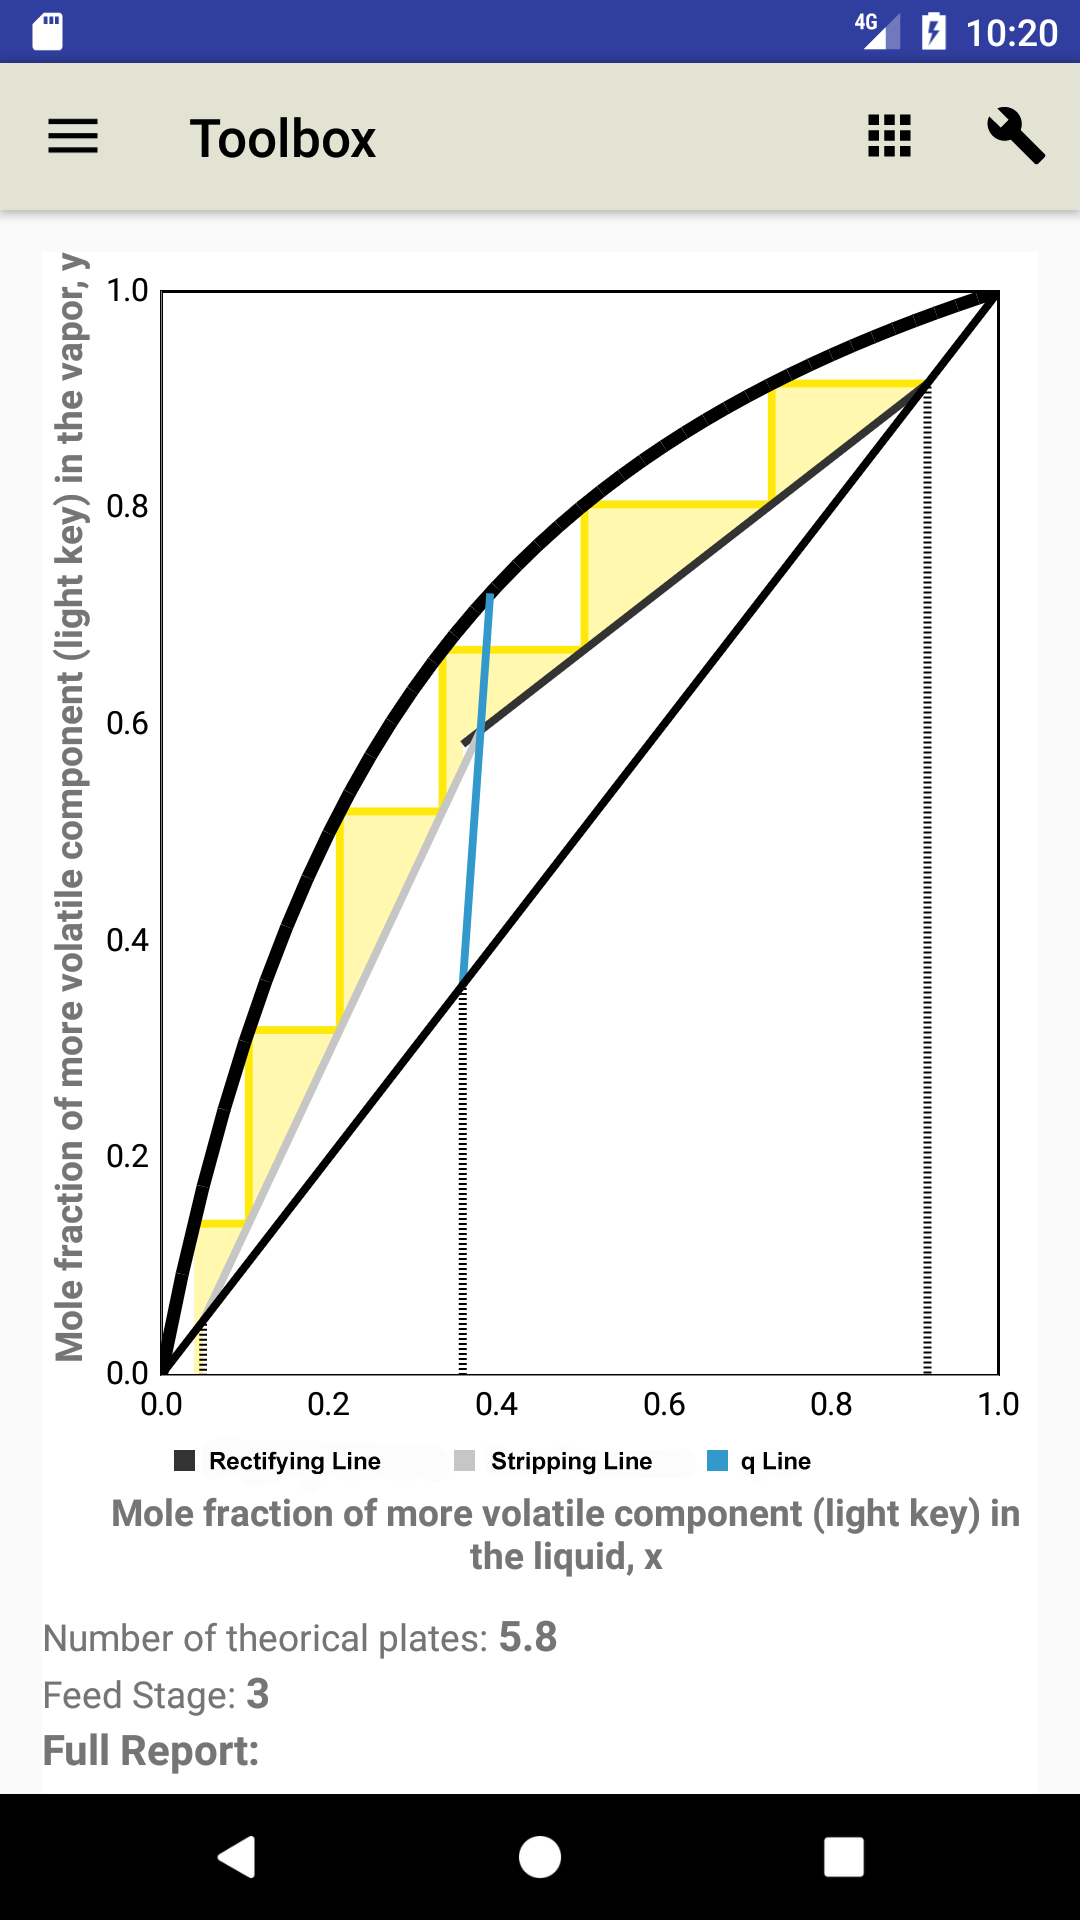 4G 10:20
Toolbox
Mole fraction of more volatile component (light key) in the vapor, y
1.0
0.8
0.6
0.4
0.2
0.0
0.0 0.2 0.4 0.6 0.8 1.0
Rectifying Line Stripping Line q Line
Mole fraction of more volatile component (light key) in
the liquid, x
Number of theorical plates: 5.8
Feed Stage: 3
Full Report: